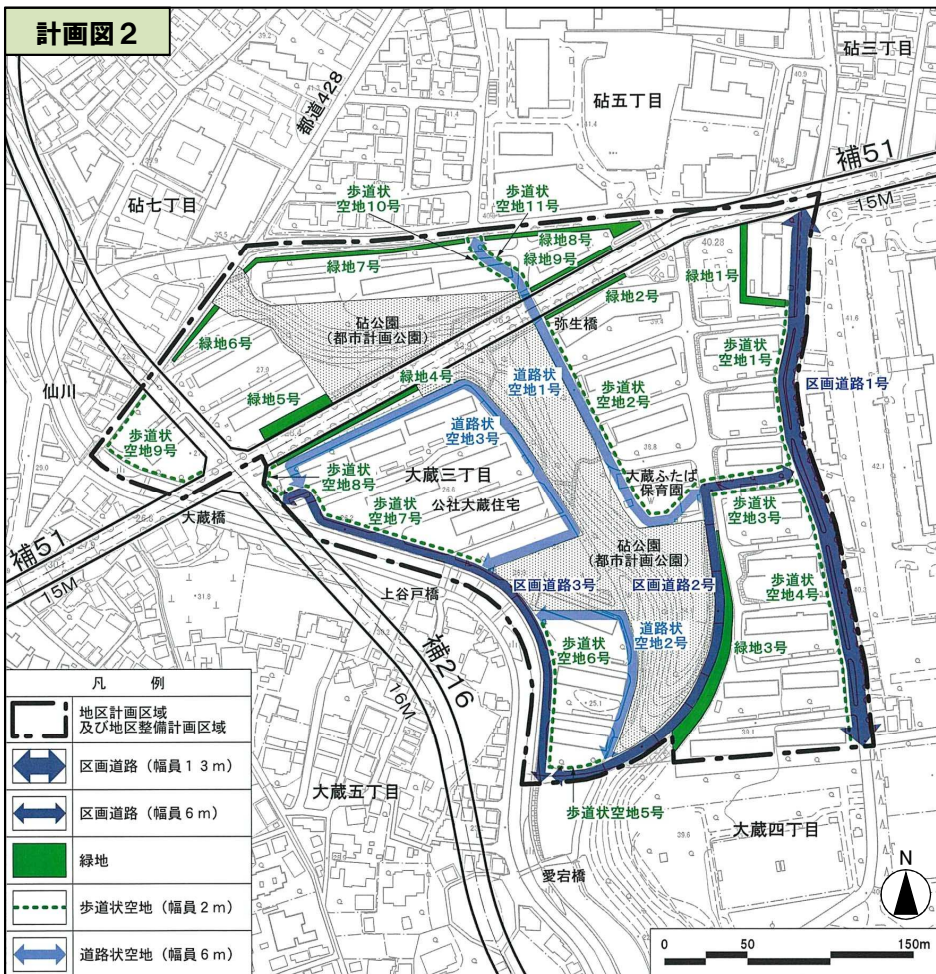 計画図２
砧三丁目
砧五丁目
都道428
砧七丁目
補51
15M
歩道状
空地10号
歩道状
空地11号
緑地8号
緑地9号
緑地7号
40.28
緑地1号
緑地2号
弥生橋
砧公園
(都市計画公園)
緑地6号
緑地4号
緑地5号
仙川
歩道状
空地9号
道路状
空地1号
歩道状
空地2号
歩道状
空地1号
区画道路1号
道路状
空地3号
大蔵三丁目
公社大蔵住宅
歩道状
空地8号
歩道状
空地7号
大蔵ふたば
保育園
歩道状
空地3号
大蔵橋
補51
15M
砧公園
(都市計画公園)
区画道路3号
区画道路2号
歩道状
空地4号
上谷戸橋
補216
16M
歩道状
空地6号
道路状
空地2号
緑地3号
25.1
歩道状空地5号
大蔵五丁目
大蔵四丁目
39.6
愛宕橋
凡　例
地区計画区域
及び地区整備計画区域
区画道路（幅員１３ｍ）
区画道路（幅員６ｍ）
緑地
歩道状空地（幅員２ｍ）
道路状空地（幅員６ｍ）
N
0 50 150m